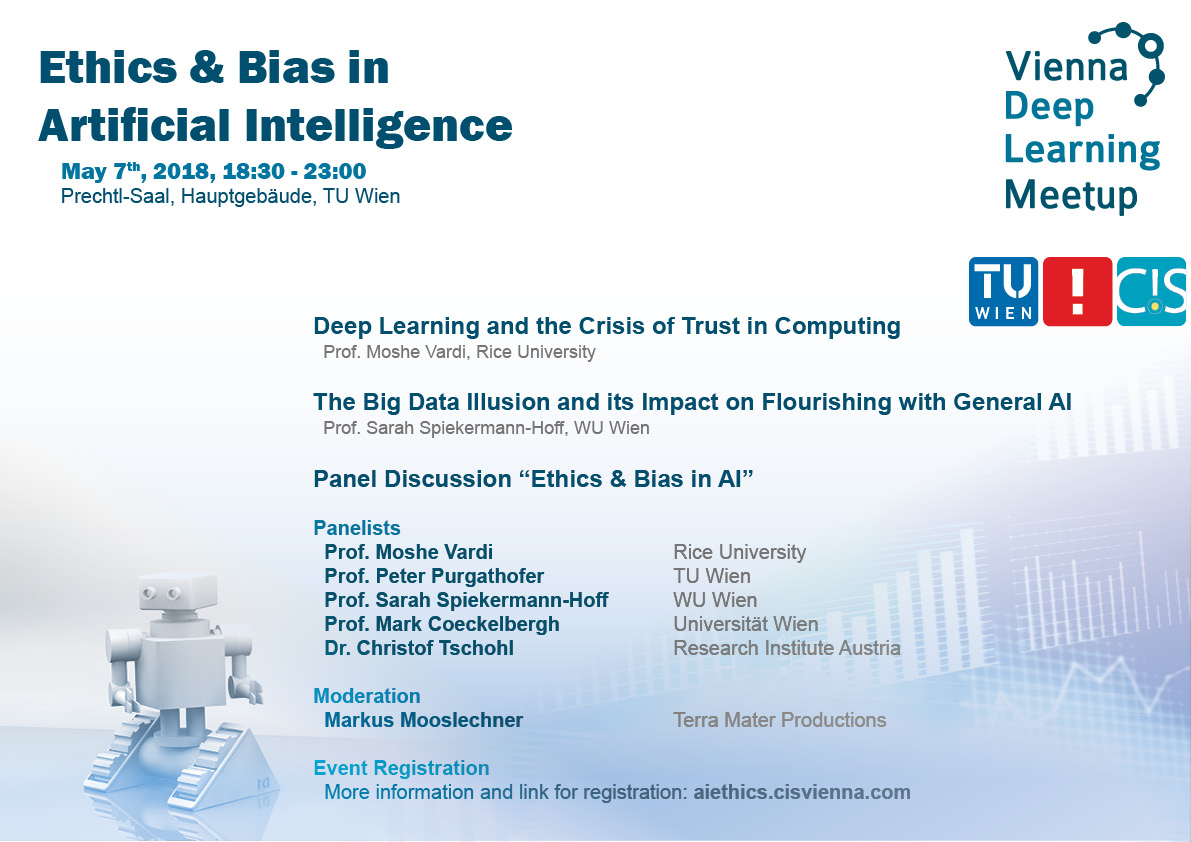 Ethics & Bias in
Artificial Intelligence
May 7th, 2018, 18:30 - 23:00
Prechtl-Saal, Hauptgebäude, TU Wien
Vienna
Deep
Learning
Meetup
TU
WIEN
!
C!S
Deep Learning and the Crisis of Trust in Computing
Prof. Moshe Vardi, Rice University
The Big Data Illusion and its Impact on Flourishing with General AI
Prof. Sarah Spiekermann-Hoff, WU Wien
Panel Discussion “Ethics & Bias in AI”
Panelists
Prof. Moshe Vardi Rice University
Prof. Peter Purgathofer TU Wien
Prof. Sarah Spiekermann-Hoff WU Wien
Prof. Mark Coeckelbergh Universität Wien
Dr. Christof Tschohl Research Institute Austria
Moderation
Markus Mooslechner Terra Mater Productions
Event Registration
More information and link for registration: aiethics.cisvienna.com